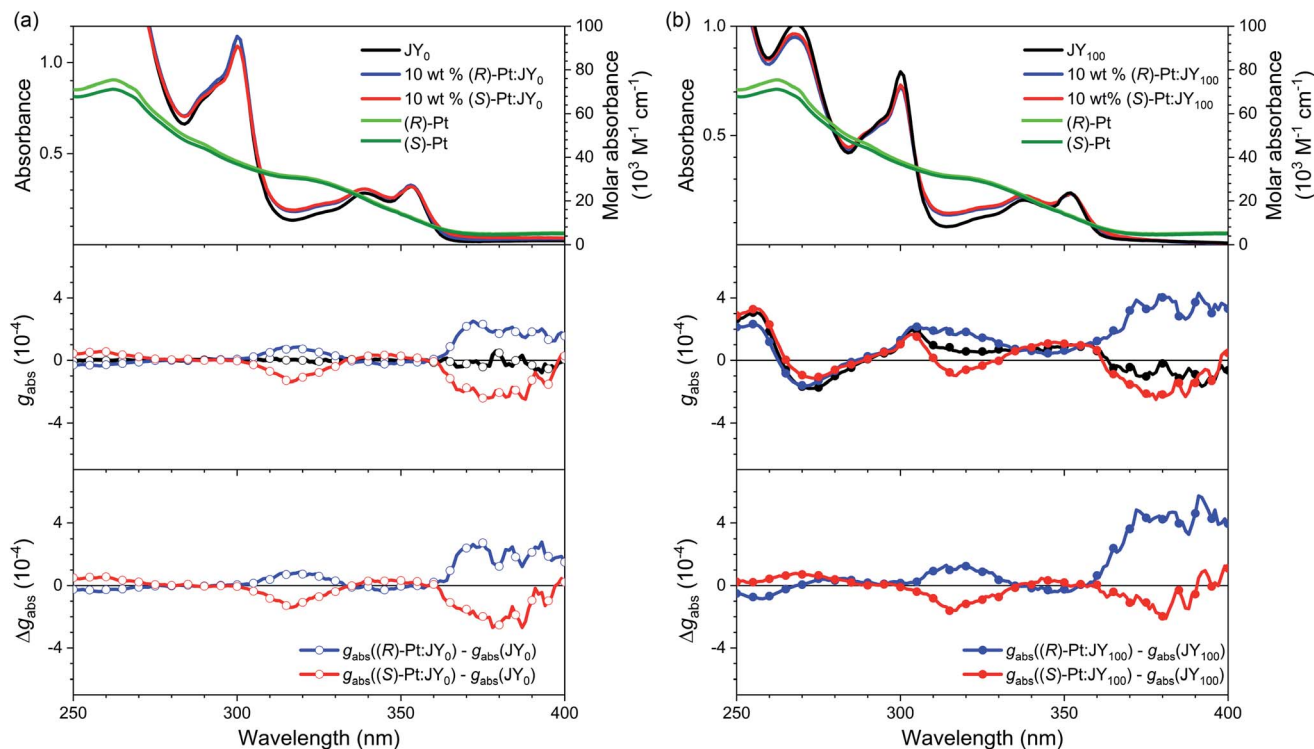 (a)
Absorbance
1.0
0.5
JY0
10 wt % (R)-Pt:JY0
10 wt % (S)-Pt:JY0
(R)-Pt
(S)-Pt
100
80
60
40
20
0
Molar absorbance
(10³ M⁻¹ cm⁻¹)
gabs (10⁻⁴)
4
0
-4
Δgabs (10⁻⁴)
4
0
-4
gabs((R)-Pt:JY0) - gabs(JY0)
gabs((S)-Pt:JY0) - gabs(JY0)
250 300 350 400
Wavelength (nm)
(b)
Absorbance
1.0
0.5
JY100
10 wt % (R)-Pt:JY100
10 wt% (S)-Pt:JY100
(R)-Pt
(S)-Pt
100
80
60
40
20
0
Molar absorbance
(10³ M⁻¹ cm⁻¹)
gabs (10⁻⁴)
4
0
-4
Δgabs (10⁻⁴)
4
0
-4
gabs((R)-Pt:JY100) - gabs(JY100)
gabs((S)-Pt:JY100) - gabs(JY100)
250 300 350 400
Wavelength (nm)